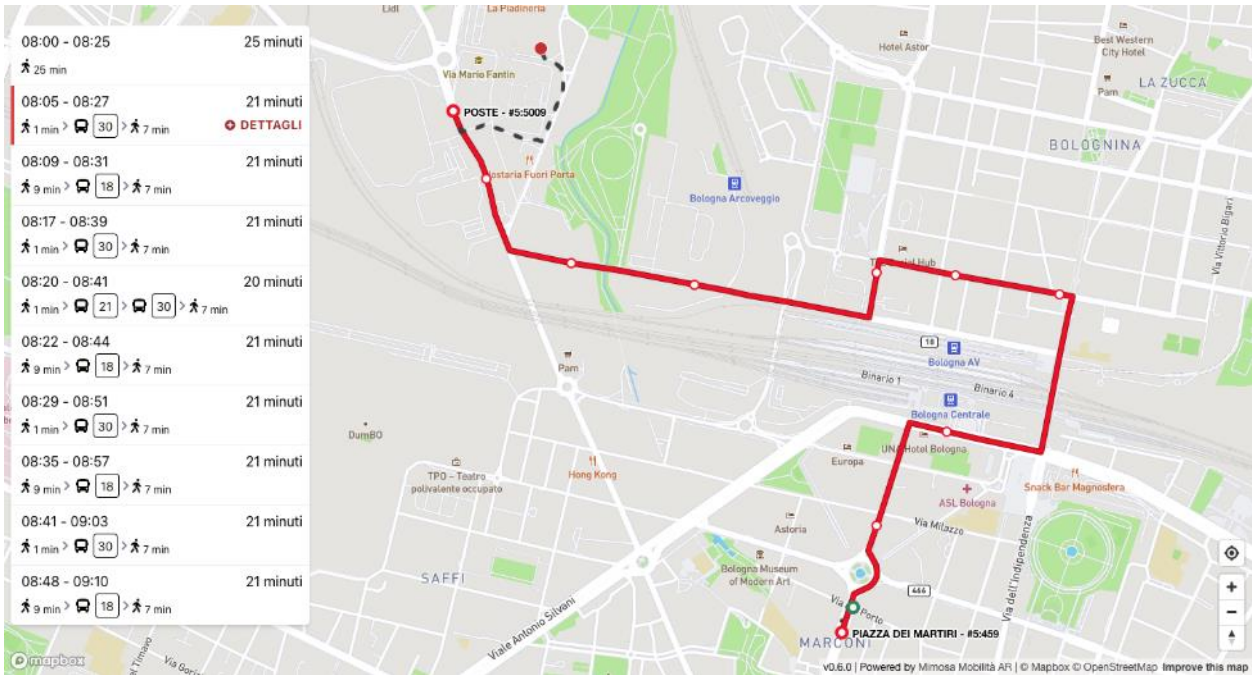 08:00 - 08:25 25 minuti
25 min
08:05 - 08:27 21 minuti
1 min > 30 > 7 min DETTAGLI
08:09 - 08:31 21 minuti
9 min > 18 > 7 min
08:17 - 08:39 21 minuti
1 min > 30 > 7 min
08:20 - 08:41 20 minuti
1 min > 21 > 30 > 7 min
08:22 - 08:44 21 minuti
9 min > 18 > 7 min
08:29 - 08:51 21 minuti
1 min > 30 > 7 min
08:35 - 08:57 21 minuti
9 min > 18 > 7 min
08:41 - 09:03 21 minuti
1 min > 30 > 7 min
08:48 - 09:10 21 minuti
9 min > 18 > 7 min
Lidl
La Piadineria
Via Mario Fantin
POSTE - #5:5009
Hostaria Fuori Porta
Bologna Arcoveggio
Hotel Astor
Best Western
City Hotel
Pam
LA ZUCCA
BOLOGNINA
Via Vittorio Bigari
Hub
18
Bologna AV
Binario 1
Binario 4
Bologna Centrale
Pam
DumBO
TPO - Teatro
polivalente occupato
Hong Kong
Europa
UNA Hotel Bologna
Snack Bar Magnosfera
ASL Bologna
Via Milazzo
Astoria
Bologna Museum
of Modern Art
Via dell'Indipendenza
SAFFI
466
Via Porto
PIAZZA DEI MARTIRI - #5:459
MARCONI
Viale Antonio Silvani
Timavo
Via
mapbox
v0.6.0 | Powered by Mimosa Mobilità AR | © Mapbox © OpenStreetMap Improve this map